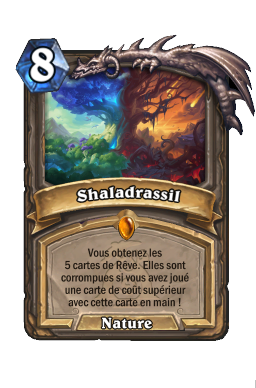 8
Shaladrassil
Vous obtenez les
5 cartes de Rêve. Elles sont
corrompues si vous avez joué
une carte de coût supérieur
avec cette carte en main !
Nature